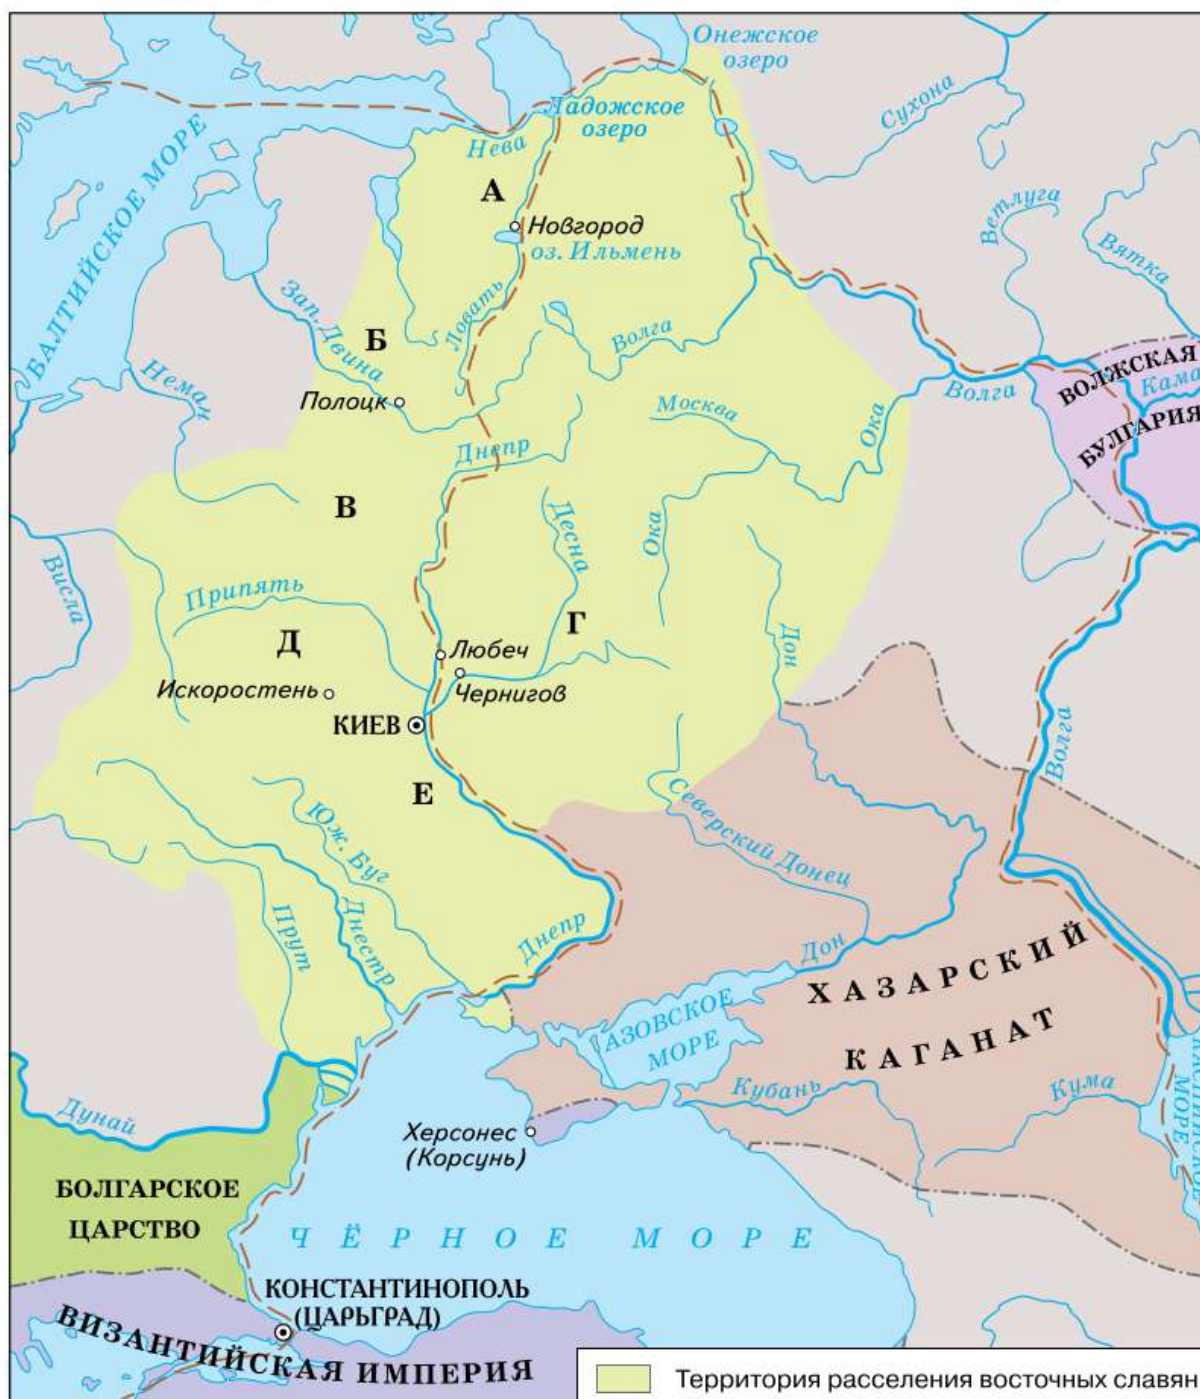 Онежское
озеро
Сухона
Ладожское
озеро
Нева
БАЛТИЙСКОЕ МОРЕ
А
Новгород
оз. Ильмень
Ветлуга
Вятка
Зап. Двина
Ловать
Б
Волга
Неман
Полоцк
Москва
Ока
Волга
ВОЛЖСКАЯ
БУЛГАРИЯ
Кама
Днепр
В
Десна
Ока
Висла
Припять
Д
Г
Дон
Любеч
Искоростень
Чернигов
КИЕВ
Волга
Е
Юж. Буг
Северский Донец
Прут
Днестр
Днепр
Дон
ХАЗАРСКИЙ
КАГАНАТ
АЗОВСКОЕ
МОРЕ
Кубань
Кума
Дунай
Херсонес
(Корсунь)
БОЛГАРСКОЕ
ЦАРСТВО
ЧЁРНОЕ МОРЕ
КОНСТАНТИНОПОЛЬ
(ЦАРЬГРАД)
ВИЗАНТИЙСКАЯ ИМПЕРИЯ
МОРЕ
Территория расселения восточных славян